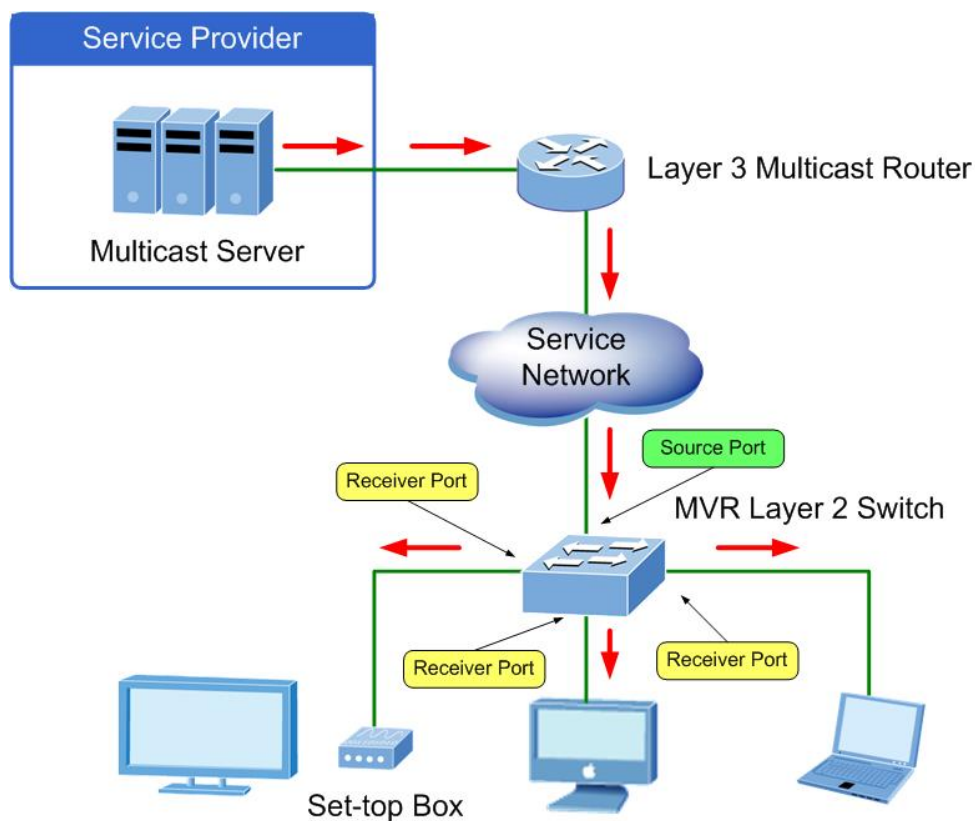 Service Provider
Multicast Server
Layer 3 Multicast Router
Service
Network
Source Port
Receiver Port
MVR Layer 2 Switch
Receiver Port
Receiver Port
Set-top Box